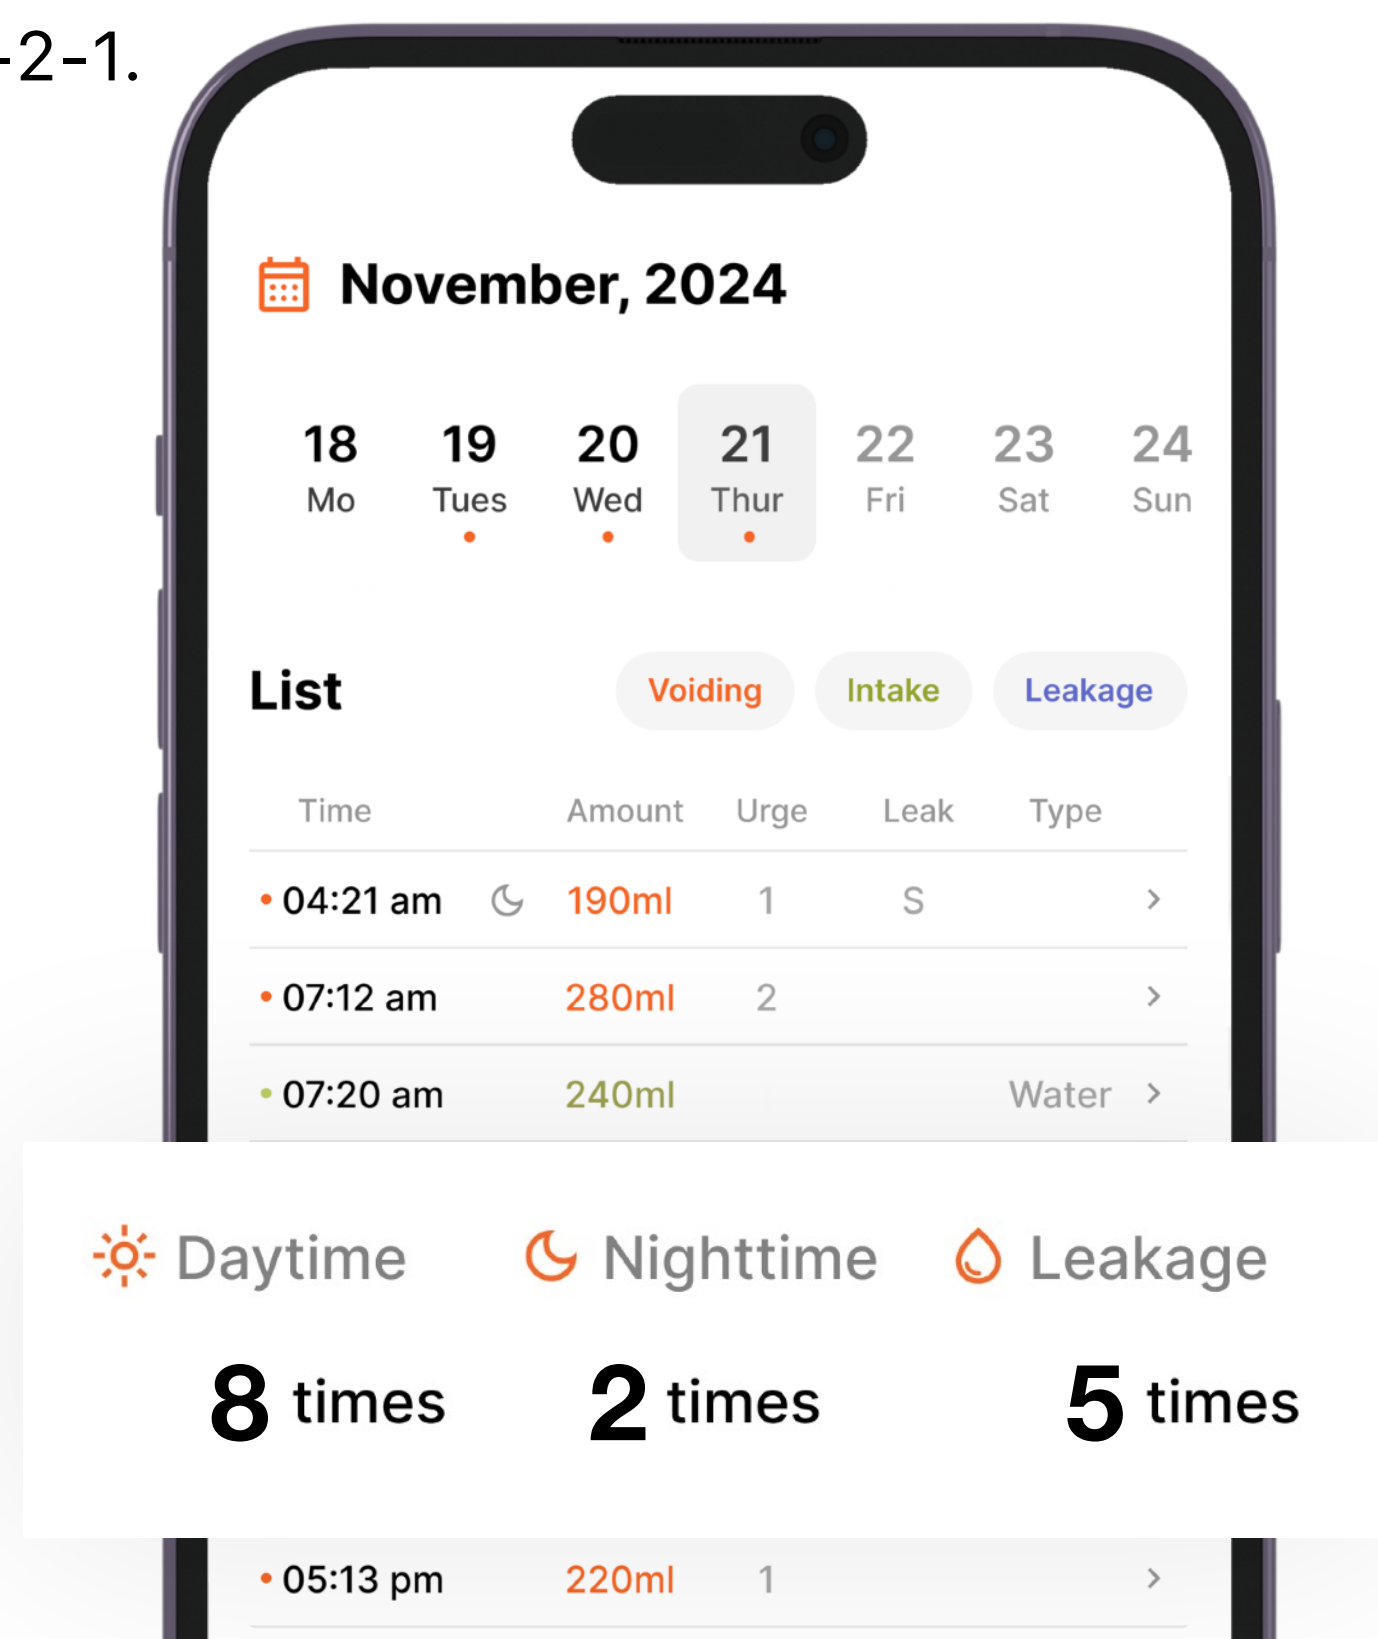 -2-1.
November, 2024
18 19 20 21 22 23 24
Mo Tues Wed Thur Fri Sat Sun
List Voiding Intake Leakage
Time Amount Urge Leak Type
04:21 am 190ml 1 S
07:12 am 280ml 2
07:20 am 240ml Water
Daytime Nighttime Leakage
8 times 2 times 5 times
05:13 pm 220ml 1